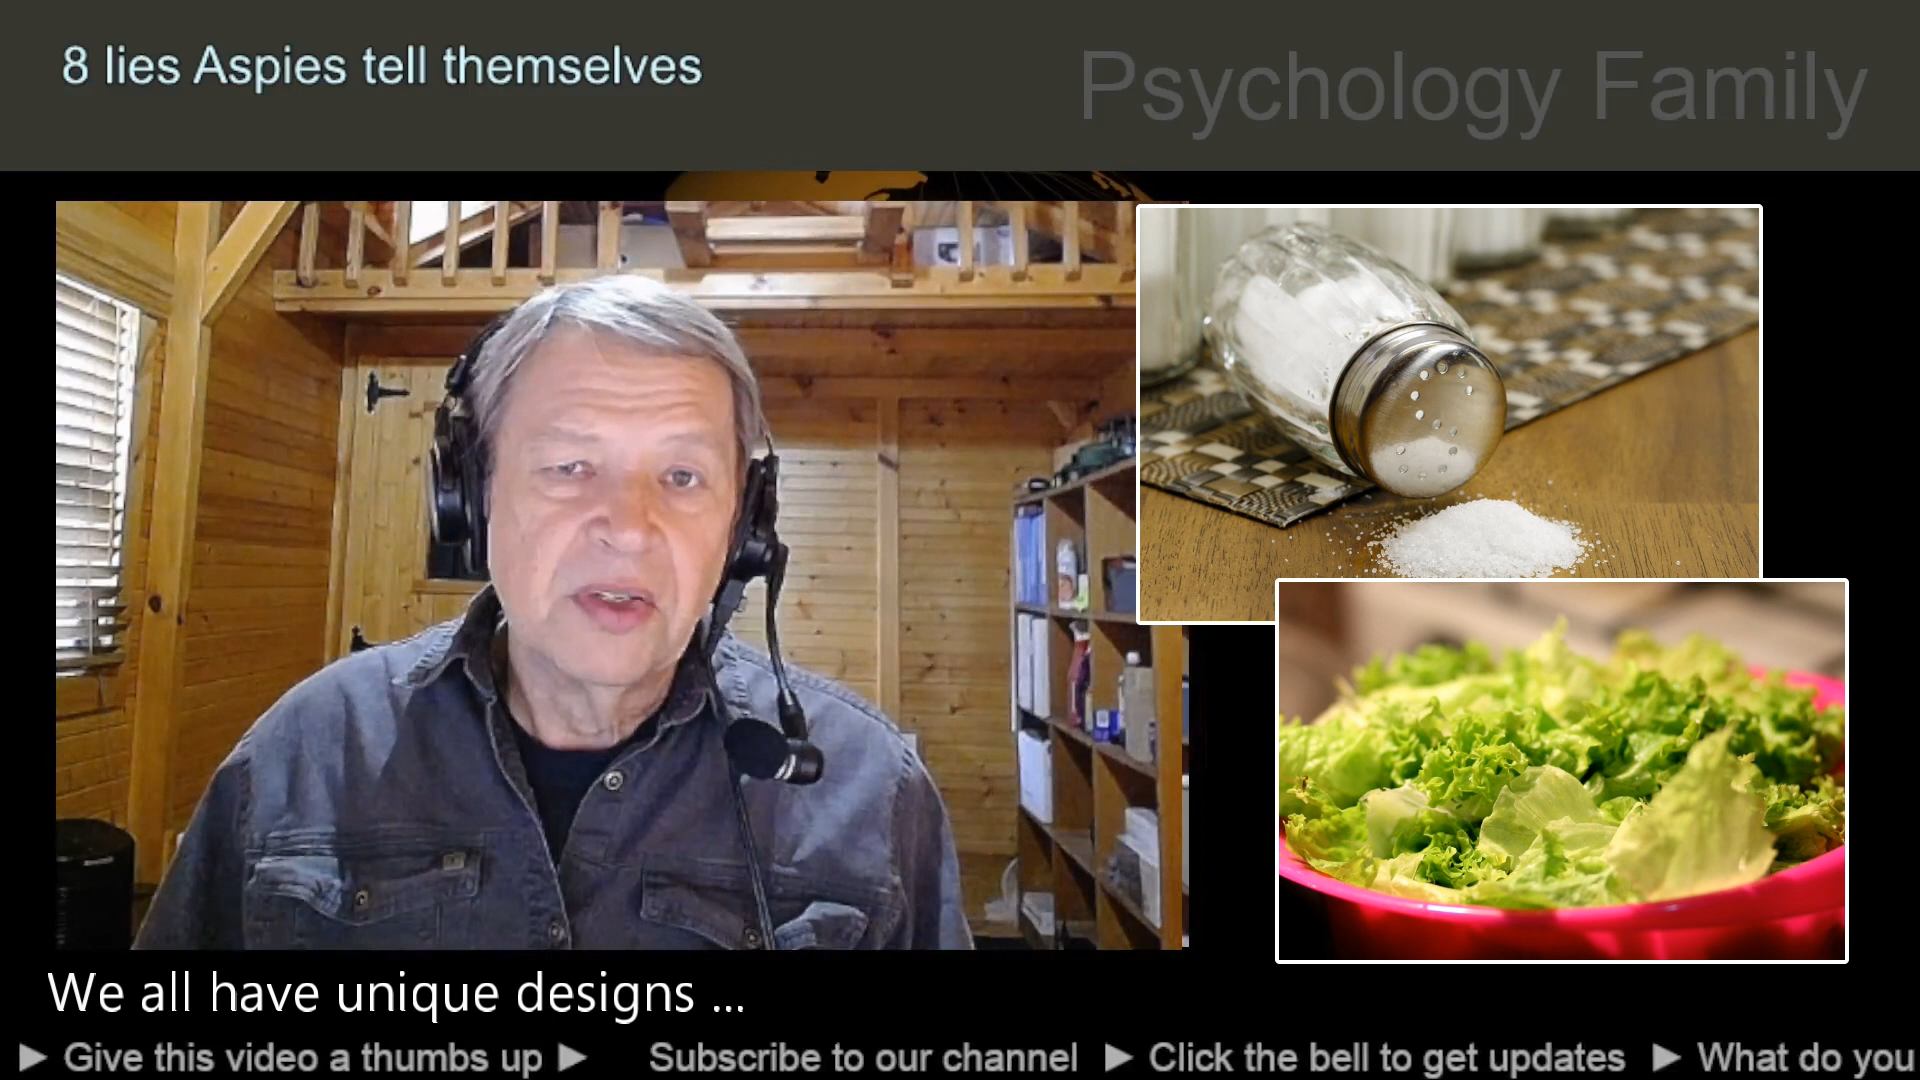 8 lies Aspies tell themselves
Psychology Family
We all have unique designs ...
► Give this video a thumbs up ► Subscribe to our channel ► Click the bell to get updates ► What do you